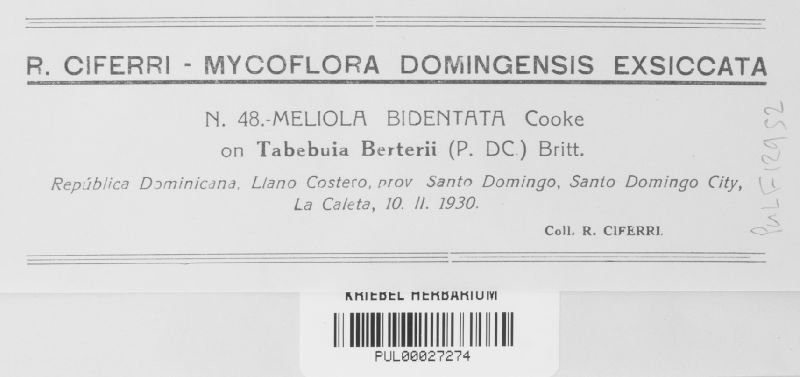 R. CIFERRI - MYCOFLORA DOMINGENSIS EXSICCATA
N. 48.-MELIOLA BIDENTATA Cooke
on Tabebuia Berterii (P. DC.) Britt.
República Dominicana, Llano Costero, prov Santo Domingo, Santo Domingo City,
La Caleta, 10. II. 1930.
Coll. R. CIFERRI.
PULF12952
KRIEBEL HERBARIUM
PUL00027274